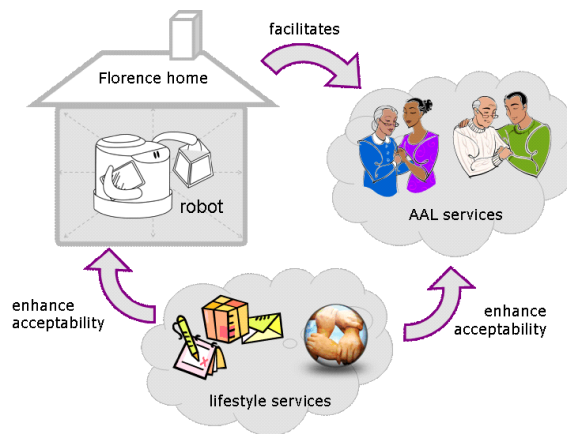 facilitates
Florence home
robot
AAL services
enhance
acceptability
enhance
acceptability
lifestyle services